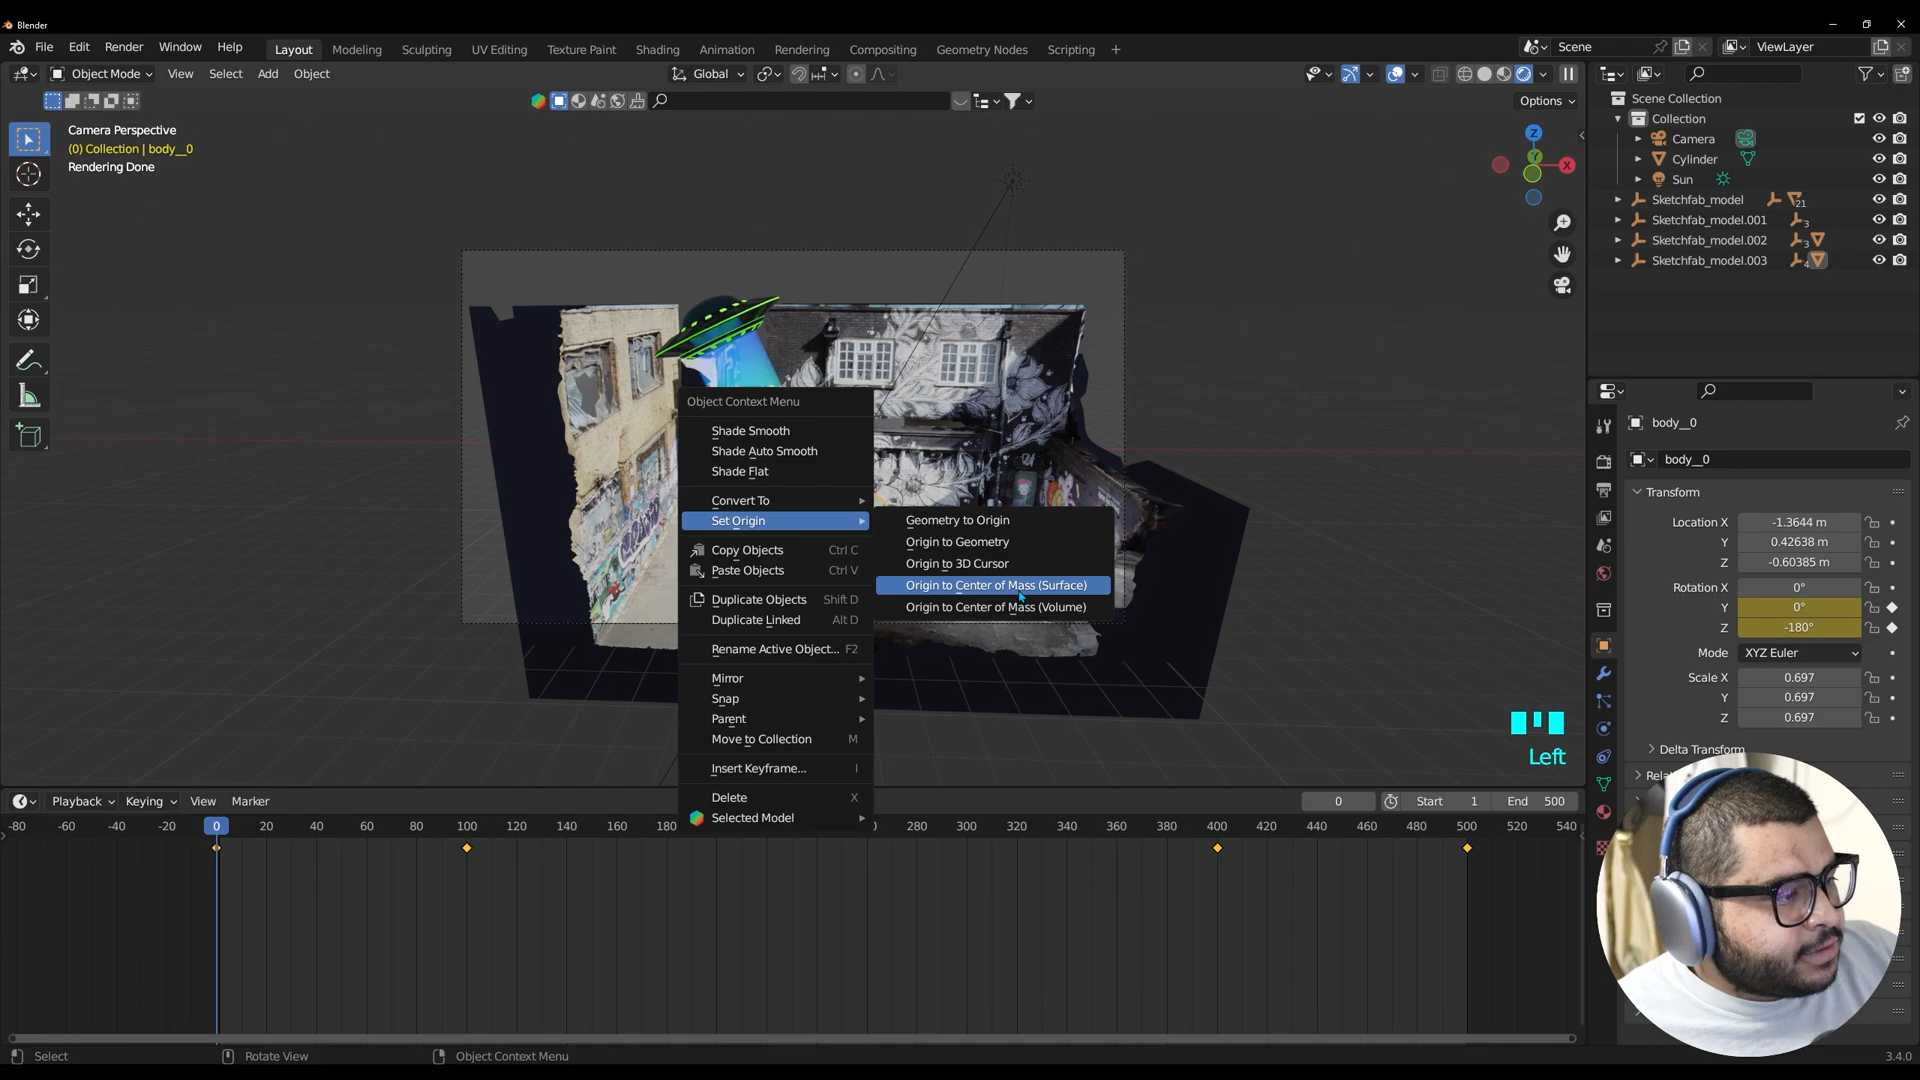 Blender
File Edit Render Window Help
Layout Modeling Sculpting UV Editing Texture Paint Shading Animation Rendering Compositing Geometry Nodes Scripting +
Scene
ViewLayer
Object Mode View Select Add Object
Global
Options
Camera Perspective
(0) Collection | body__0
Rendering Done
Z
Y
X
Scene Collection
Collection
Camera
Cylinder
Sun
Sketchfab_model 21
Sketchfab_model.001 3
Sketchfab_model.002 3
Sketchfab_model.003 4
Object Context Menu
Shade Smooth
Shade Auto Smooth
Shade Flat
Convert To
Set Origin
Copy Objects Ctrl C
Paste Objects Ctrl V
Duplicate Objects Shift D
Duplicate Linked Alt D
Rename Active Object... F2
Mirror
Snap
Parent
Move to Collection M
Insert Keyframe... I
Delete X
Selected Model
Geometry to Origin
Origin to Geometry
Origin to 3D Cursor
Origin to Center of Mass (Surface)
Origin to Center of Mass (Volume)
body__0
body__0
Transform
Location X -1.3644 m
Y 0.42638 m
Z -0.60385 m
Rotation X 0°
Y 0°
Z -180°
Mode XYZ Euler
Scale X 0.697
Y 0.697
Z 0.697
Delta Transform
Left
Playback Keying View Marker
0 Start 1 End 500
-80 -60 -40 -20 0 20 40 60 80 100 120 140 160 280 300 320 340 360 380 400 420 440 460 480 500 520 540
Select Rotate View Object Context Menu
3.4.0